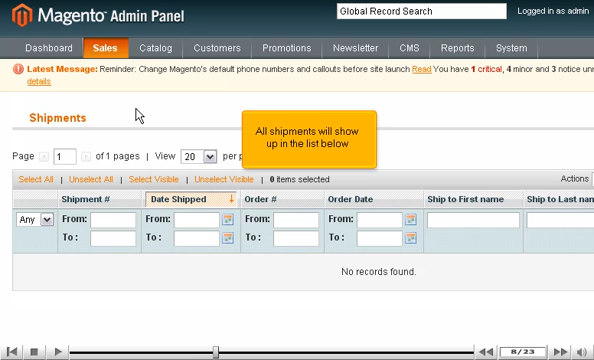 Magento Admin Panel
Global Record Search
Logged in as admin
Dashboard Sales Catalog Customers Promotions Newsletter CMS Reports System
Latest Message: Reminder: Change Magento's default phone numbers and callouts before site launch Read You have 1 critical, 4 minor and 3 notice unr
details
Shipments
All shipments will show
up in the list below
Page 1 of 1 pages | View 20 per p
Select All | Unselect All | Select Visible | Unselect Visible | 0 items selected
Actions
Shipment # Date Shipped Order # Order Date Ship to First name Ship to Last nam
Any From: From: From: From:
To : To : To : To :
No records found.
8/23